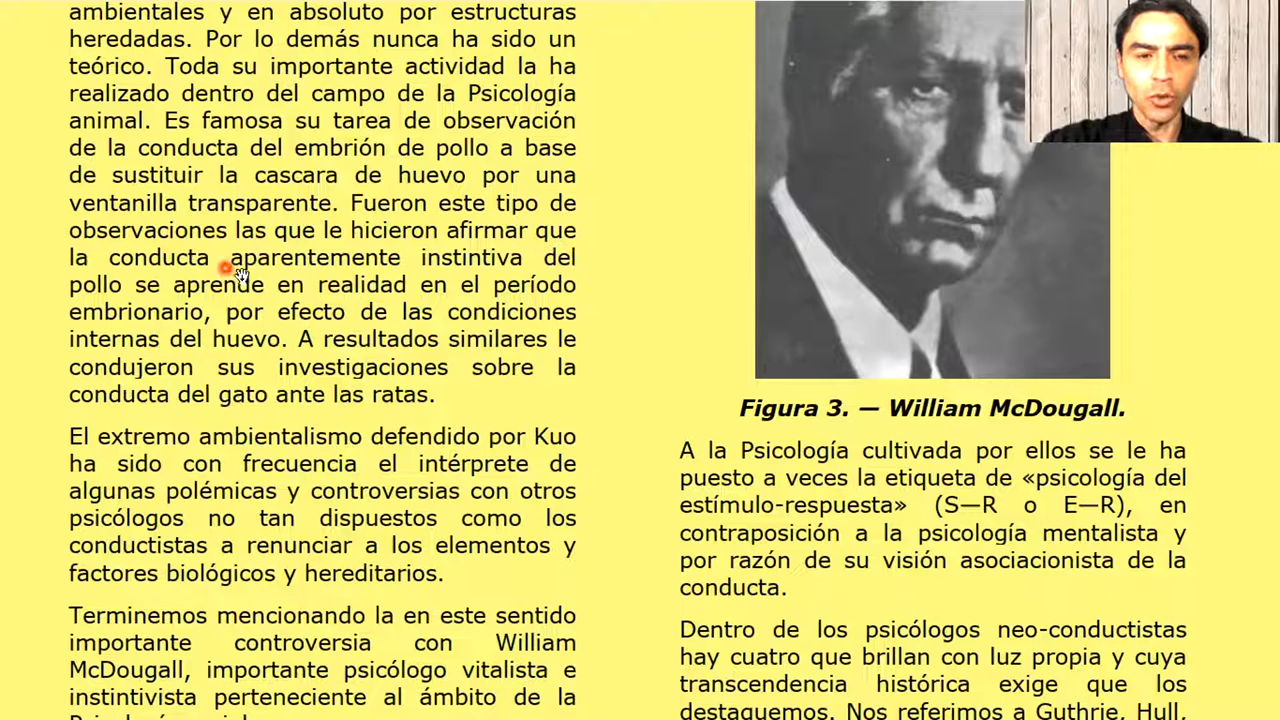 ambientales y en absoluto por estructuras
heredadas. Por lo demás nunca ha sido un
teórico. Toda su importante actividad la ha
realizado dentro del campo de la Psicología
animal. Es famosa su tarea de observación
de la conducta del embrión de pollo a base
de sustituir la cascara de huevo por una
ventanilla transparente. Fueron este tipo de
observaciones las que le hicieron afirmar que
la conducta aparentemente instintiva del
pollo se aprende en realidad en el período
embrionario, por efecto de las condiciones
internas del huevo. A resultados similares le
condujeron sus investigaciones sobre la
conducta del gato ante las ratas.
El extremo ambientalismo defendido por Kuo
ha sido con frecuencia el intérprete de
algunas polémicas y controversias con otros
psicólogos no tan dispuestos como los
conductistas a renunciar a los elementos y
factores biológicos y hereditarios.
Terminemos mencionando la en este sentido
importante controversia con William
McDougall, importante psicólogo vitalista e
instintivista perteneciente al ámbito de la
Figura 3. — William McDougall.
A la Psicología cultivada por ellos se le ha
puesto a veces la etiqueta de «psicología del
estímulo-respuesta» (S—R o E—R), en
contraposición a la psicología mentalista y
por razón de su visión asociacionista de la
conducta.
Dentro de los psicólogos neo-conductistas
hay cuatro que brillan con luz propia y cuya
transcendencia histórica exige que los
destaquemos. Nos referimos a Guthrie, Hull,